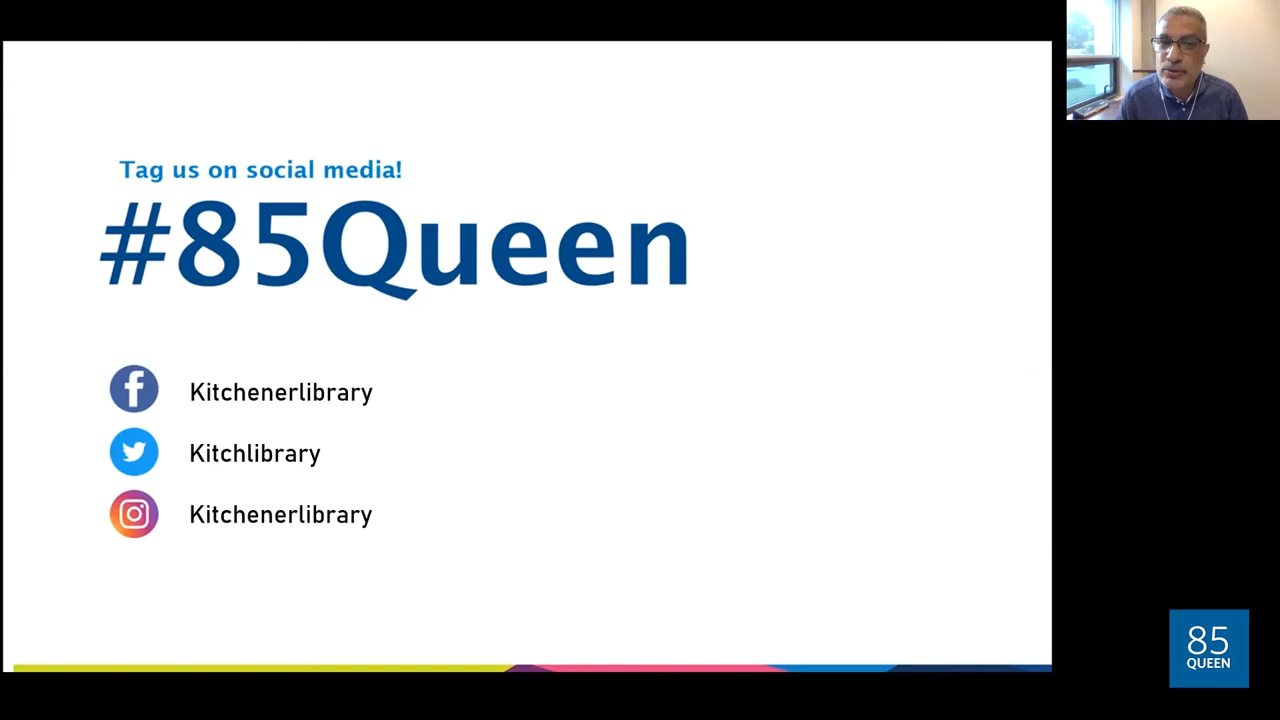 Tag us on social media!
#85Queen
Kitchenerlibrary
Kitchlibrary
Kitchenerlibrary
85
QUEEN